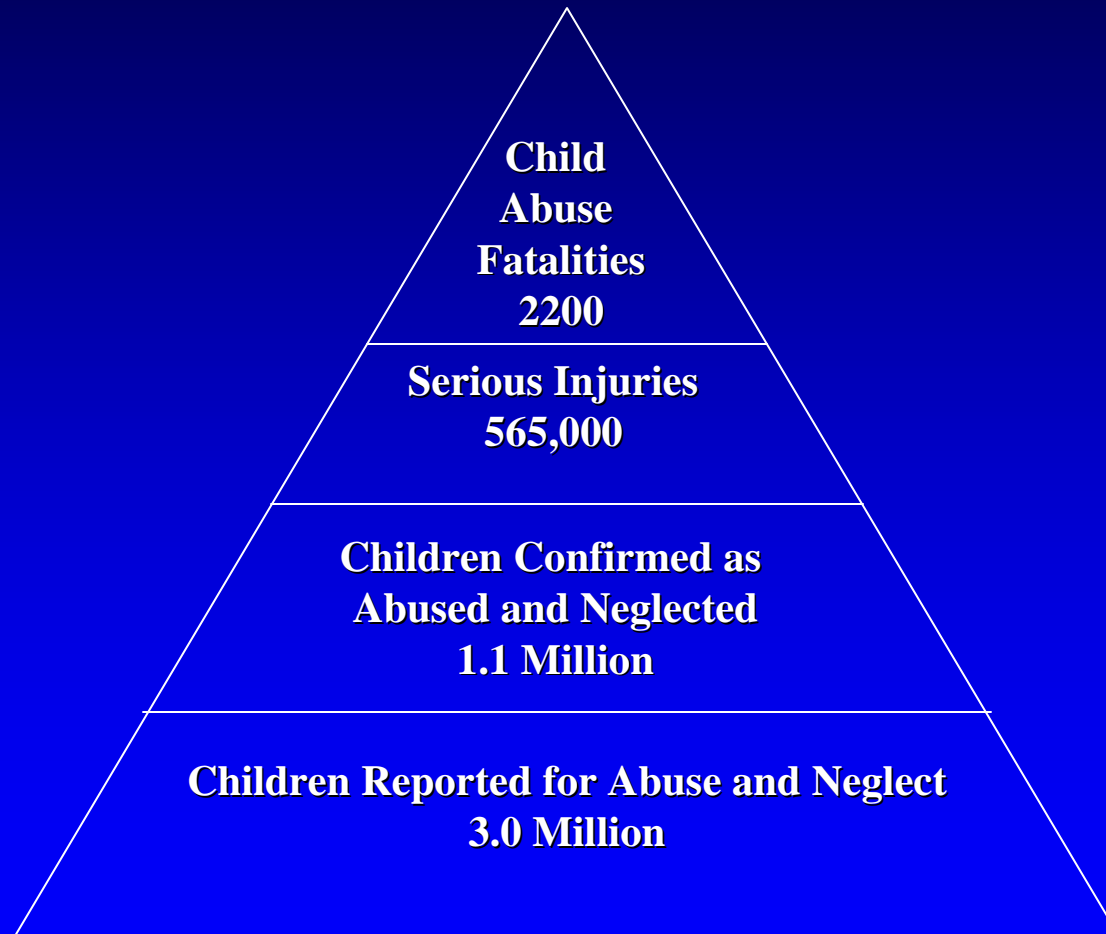 Child
Abuse
Fatalities
2200
Serious Injuries
565,000
Children Confirmed as
Abused and Neglected
1.1 Million
Children Reported for Abuse and Neglect
3.0 Million